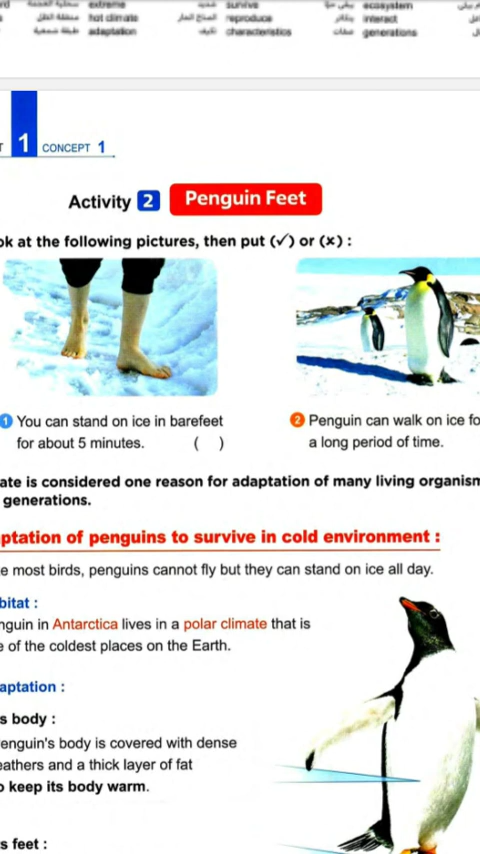 extreme survive ecosystem
hot climate reproduce interact
adaptation characteristics generations
1 CONCEPT 1
Activity 2 Penguin Feet
ok at the following pictures, then put (✓) or (×) :
1 You can stand on ice in barefeet
for about 5 minutes. ( )
2 Penguin can walk on ice fo
a long period of time.
ate is considered one reason for adaptation of many living organism
generations.
ptation of penguins to survive in cold environment :
e most birds, penguins cannot fly but they can stand on ice all day.
bitat :
nguin in Antarctica lives in a polar climate that is
e of the coldest places on the Earth.
aptation :
s body :
enguin's body is covered with dense
eathers and a thick layer of fat
o keep its body warm.
s feet :